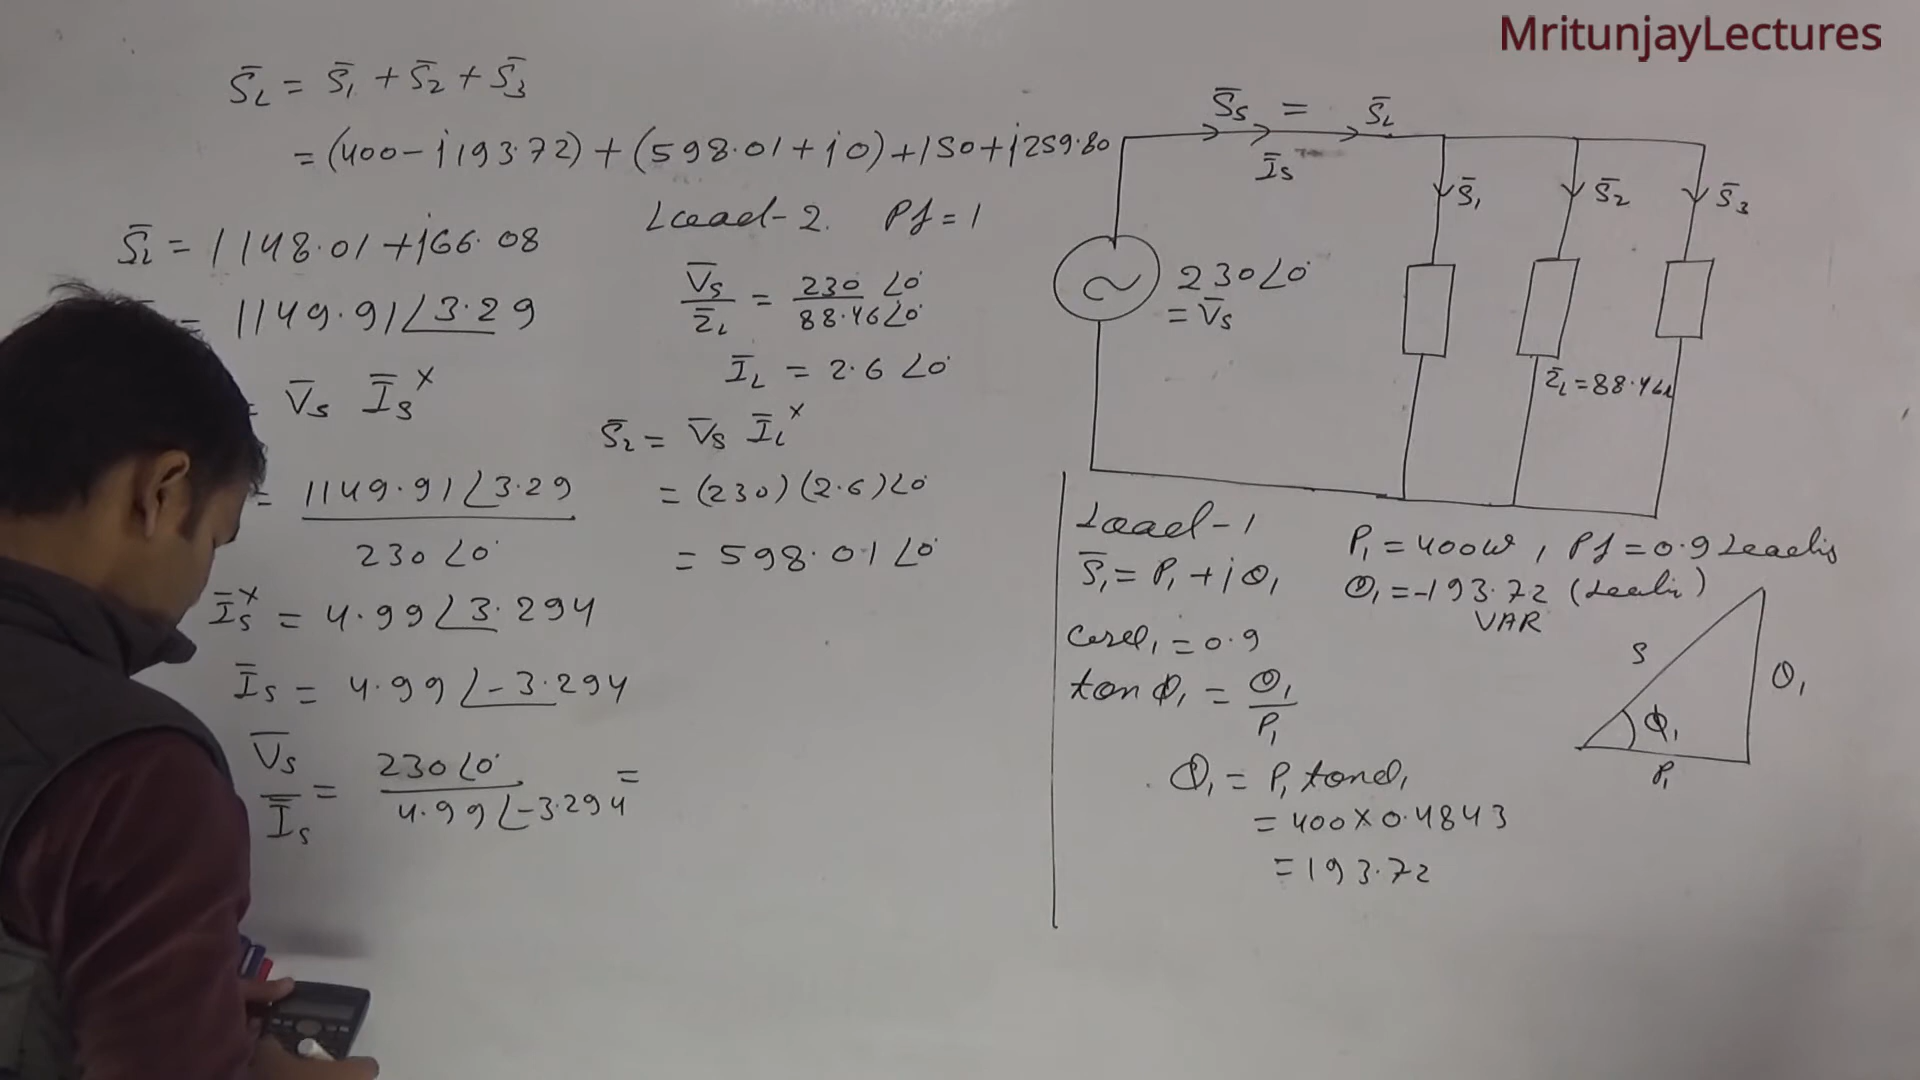 MritunjayLectures
S̄L = S̄1 + S̄2 + S̄3
= (400 - j193.72) + (598.01 + j0) + 150 + j259.80
S̄L = 1148.01 + j66.08
= 1149.91∠3.29
= V̄s Īs*
= 1149.91∠3.29
230∠0°
Īs* = 4.99∠3.294
Īs = 4.99∠-3.294
V̄s / Īs = 230∠0° / 4.99∠-3.294 =
Load-2. Pf = 1
V̄s / Z̄L = 230∠0° / 88.46∠0°
ĪL = 2.6∠0°
S̄2 = V̄s ĪL*
= (230)(2.6)∠0°
= 598.01∠0°
S̄s = S̄L
Īs
S̄1 S̄2 S̄3
230∠0°
= V̄s
Z̄L = 88.46Ω
Load-1
S̄1 = P1 + jQ1
cosφ1 = 0.9
tanφ1 = Q1 / P1
Q1 = P1 tanφ1
= 400 × 0.4843
= 193.72
P1 = 400W, Pf = 0.9 Leading
Q1 = -193.72 (Leading)
VAR
S
Q1
φ1
P1